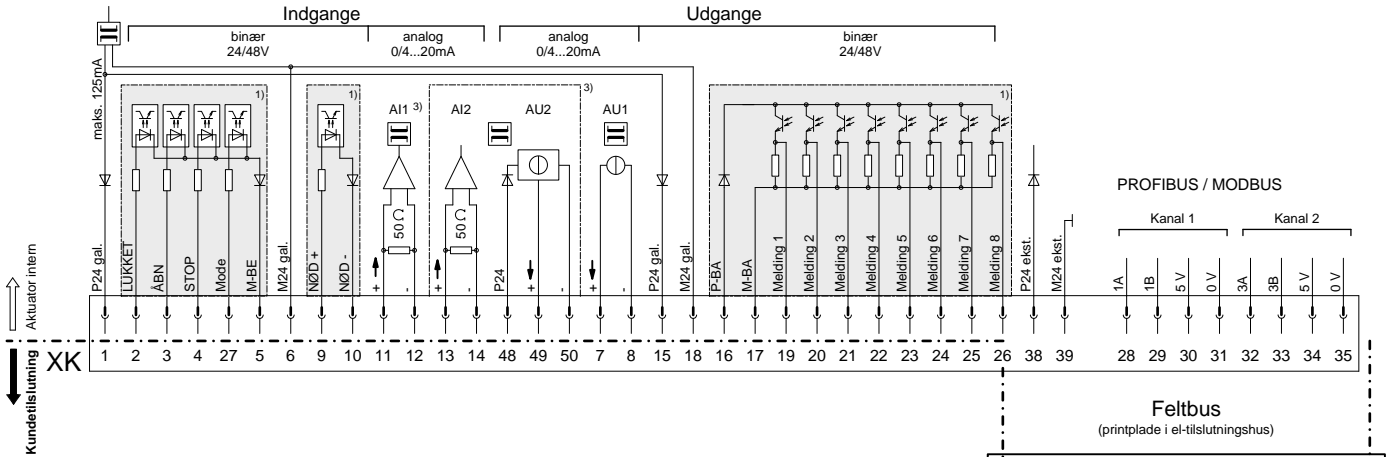 Indgange
Udgange
binær
24/48V
analog
0/4...20mA
analog
0/4...20mA
binær
24/48V
maks. 125mA
1)
1)
AI1 3)
AI2
AU2
3)
AU1
1)
50 Ω
50 Ω
PROFIBUS / MODBUS
Kanal 1
Kanal 2
P24 gal.
LUKKET
ÅBN
STOP
Mode
M-BE
M24 gal.
NØD +
NØD -
+
-
+
-
P24
+
-
+
-
P24 gal.
M24 gal.
P-BA
M-BA
Melding 1
Melding 2
Melding 3
Melding 4
Melding 5
Melding 6
Melding 7
Melding 8
P24 ekst.
M24 ekst.
1A
1B
5 V
0 V
3A
3B
5 V
0 V
Aktuator intern
Kundetilslutning
XK
1 2 3 4 27 5 6 9 10 11 12 13 14 48 49 50 7 8 15 18 16 17 19 20 21 22 23 24 25 26 38 39 28 29 30 31 32 33 34 35
Feltbus
(printplade i el-tilslutningshus)